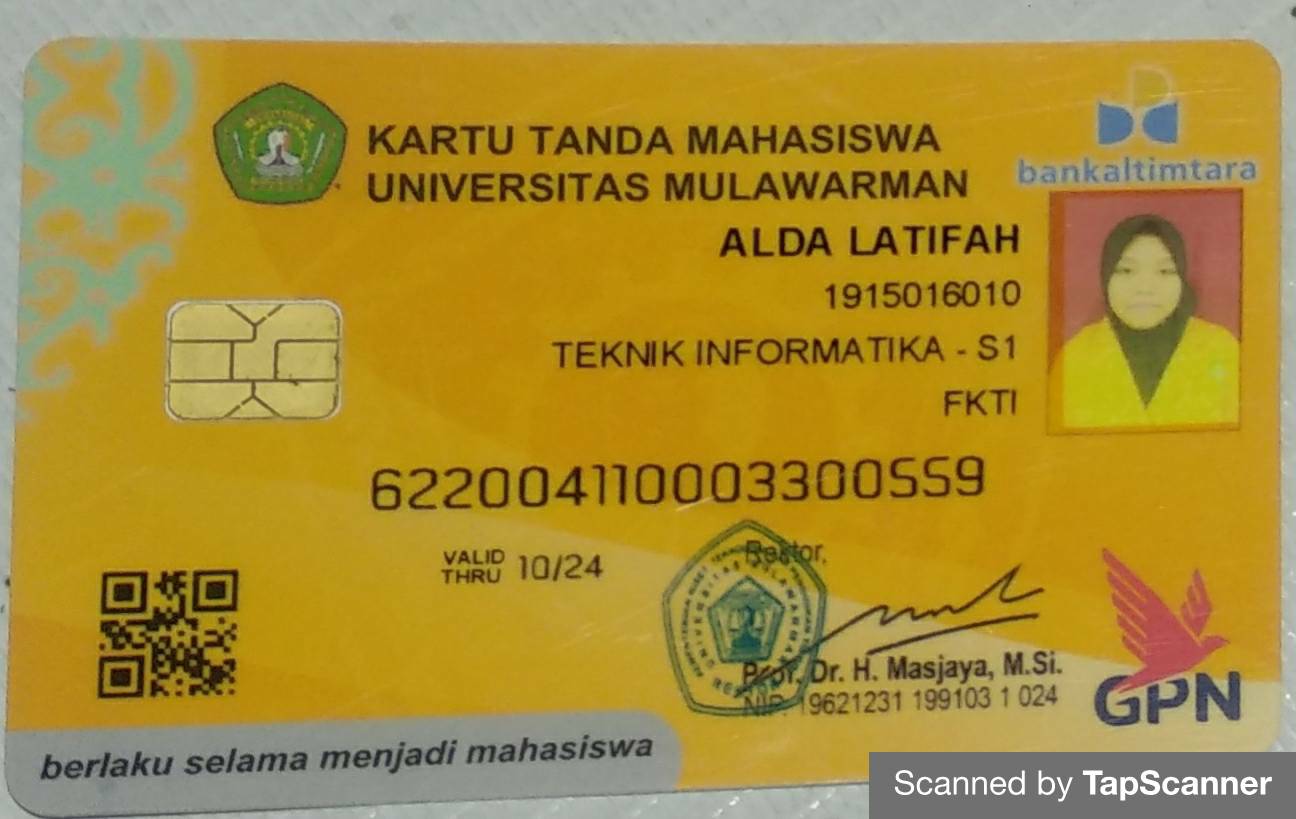 KARTU TANDA MAHASISWA
UNIVERSITAS MULAWARMAN
bankaltimtara
ALDA LATIFAH
1915016010
TEKNIK INFORMATIKA - S1
FKTI
6220041100033300559
VALID THRU 10/24
Rektor,
Prof. Dr. H. Masjaya, M.Si.
NIP. 19621231 199103 1 024
GPN
berlaku selama menjadi mahasiswa
Scanned by TapScanner